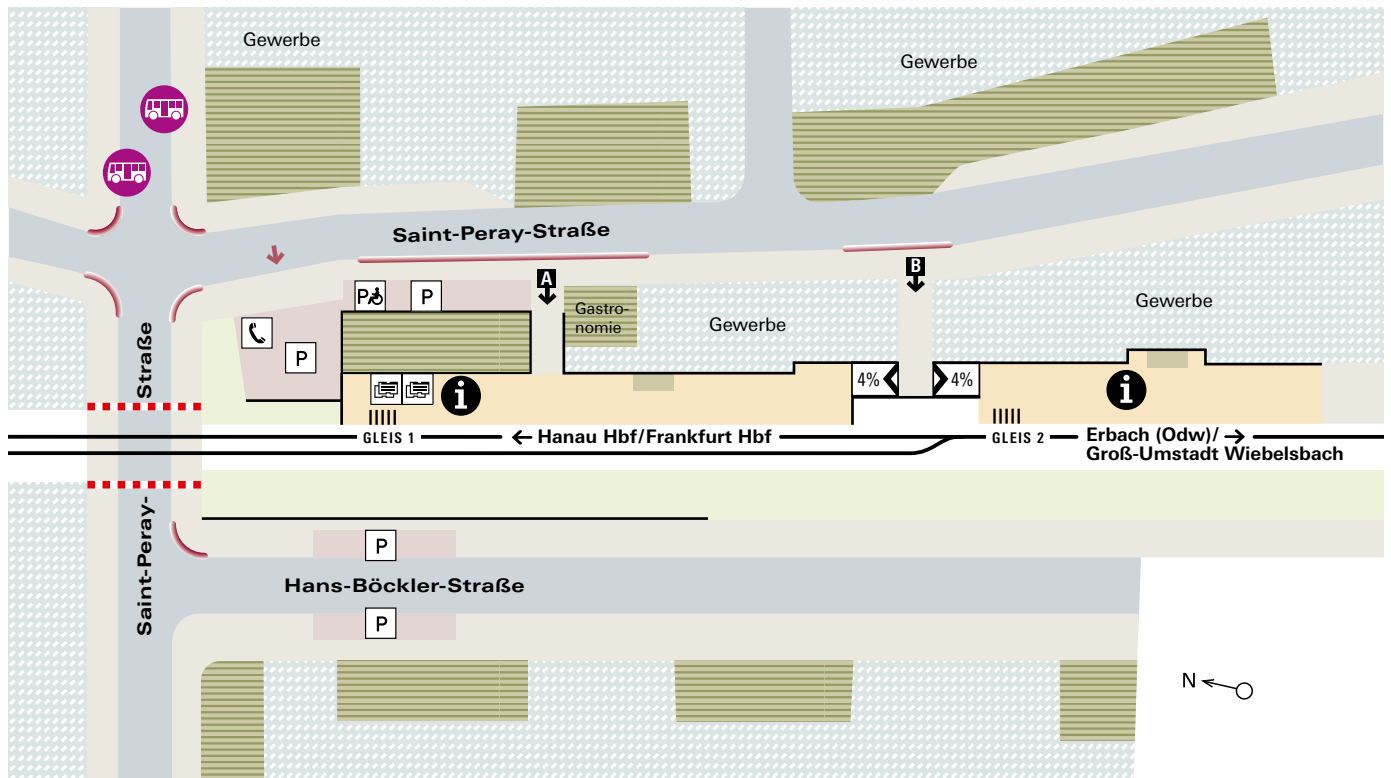 Gewerbe
Gewerbe
Saint-Peray-Straße
A
B
P
P
Gastro-
nomie
Gewerbe
Gewerbe
P
Straße
4%
4%
i
i
GLEIS 1
← Hanau Hbf/Frankfurt Hbf
GLEIS 2
Erbach (Odw)/ →
Groß-Umstadt Wiebelsbach
Saint-Peray-
P
Hans-Böckler-Straße
P
N